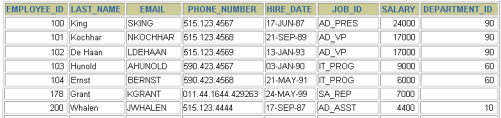 EMPLOYEE_ID LAST_NAME EMAIL PHONE_NUMBER HIRE_DATE JOB_ID SALARY DEPARTMENT_ID
100 King SKING 515.123.4567 17-JUN-87 AD_PRES 24000 90
101 Kochhar NKOCHHAR 515.123.4568 21-SEP-89 AD_VP 17000 90
102 De Haan LDEHAAN 515.123.4569 13-JAN-93 AD_VP 17000 90
103 Hunold AHUNOLD 590.423.4567 03-JAN-90 IT_PROG 9000 60
104 Ernst BERNST 590.423.4568 21-MAY-91 IT_PROG 6000 60
178 Grant KGRANT 011.44.1644.429263 24-MAY-99 SA_REP 7000
200 Whalen JWHALEN 515.123.4444 17-SEP-87 AD_ASST 4400 10